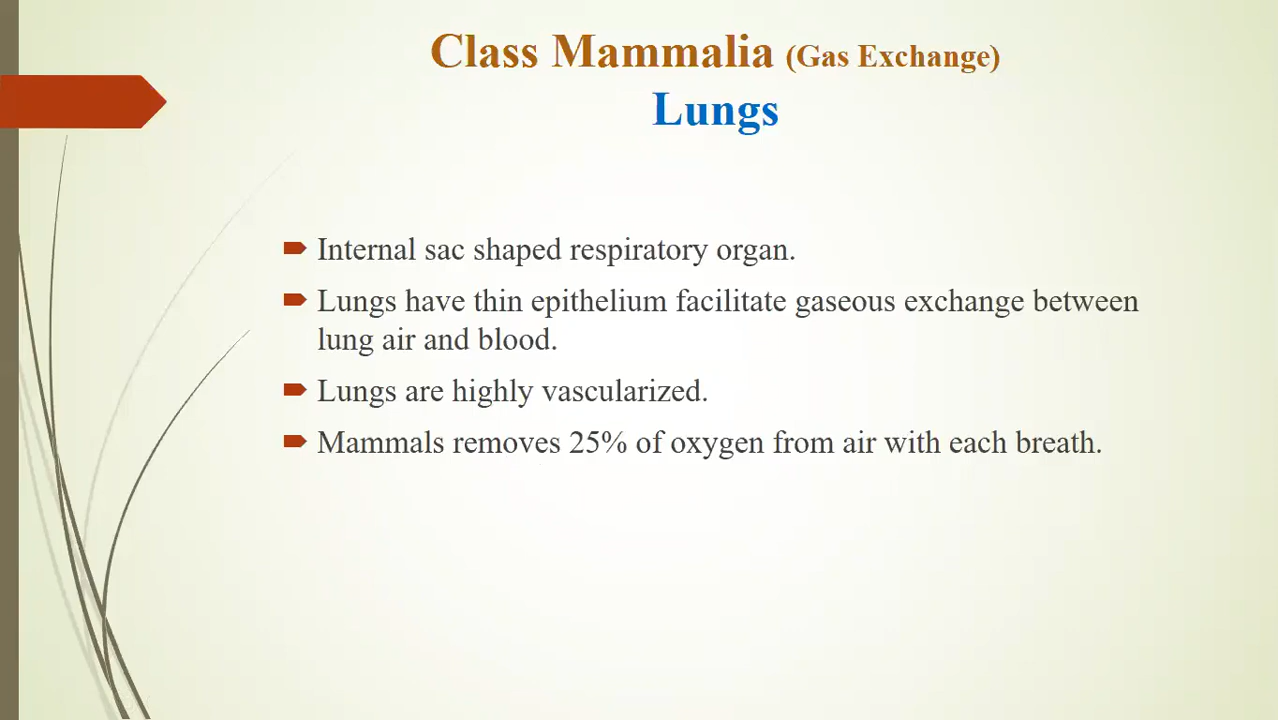 Class Mammalia (Gas Exchange)
Lungs
Internal sac shaped respiratory organ.
Lungs have thin epithelium facilitate gaseous exchange between
lung air and blood.
Lungs are highly vascularized.
Mammals removes 25% of oxygen from air with each breath.